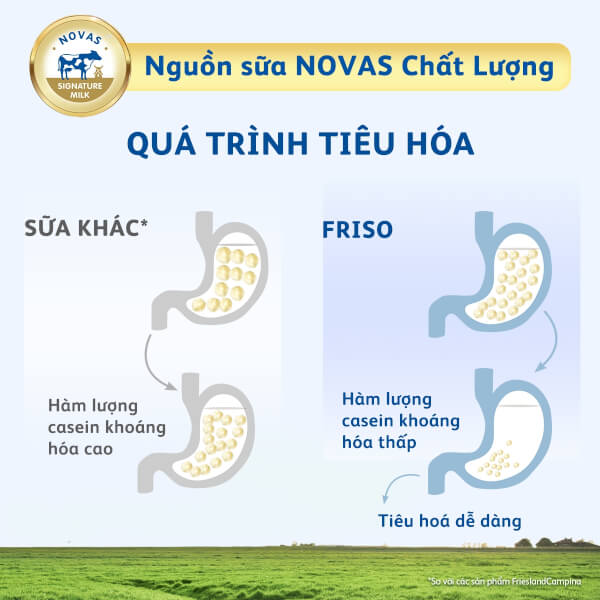 NOVAS
SIGNATURE
MILK
Nguồn sữa NOVAS Chất Lượng
QUÁ TRÌNH TIÊU HÓA
SỮA KHÁC*
FRISO
Hàm lượng
casein khoáng
hóa cao
Hàm lượng
casein khoáng
hóa thấp
Tiêu hoá dễ dàng
*So với các sản phẩm FrieslandCampina